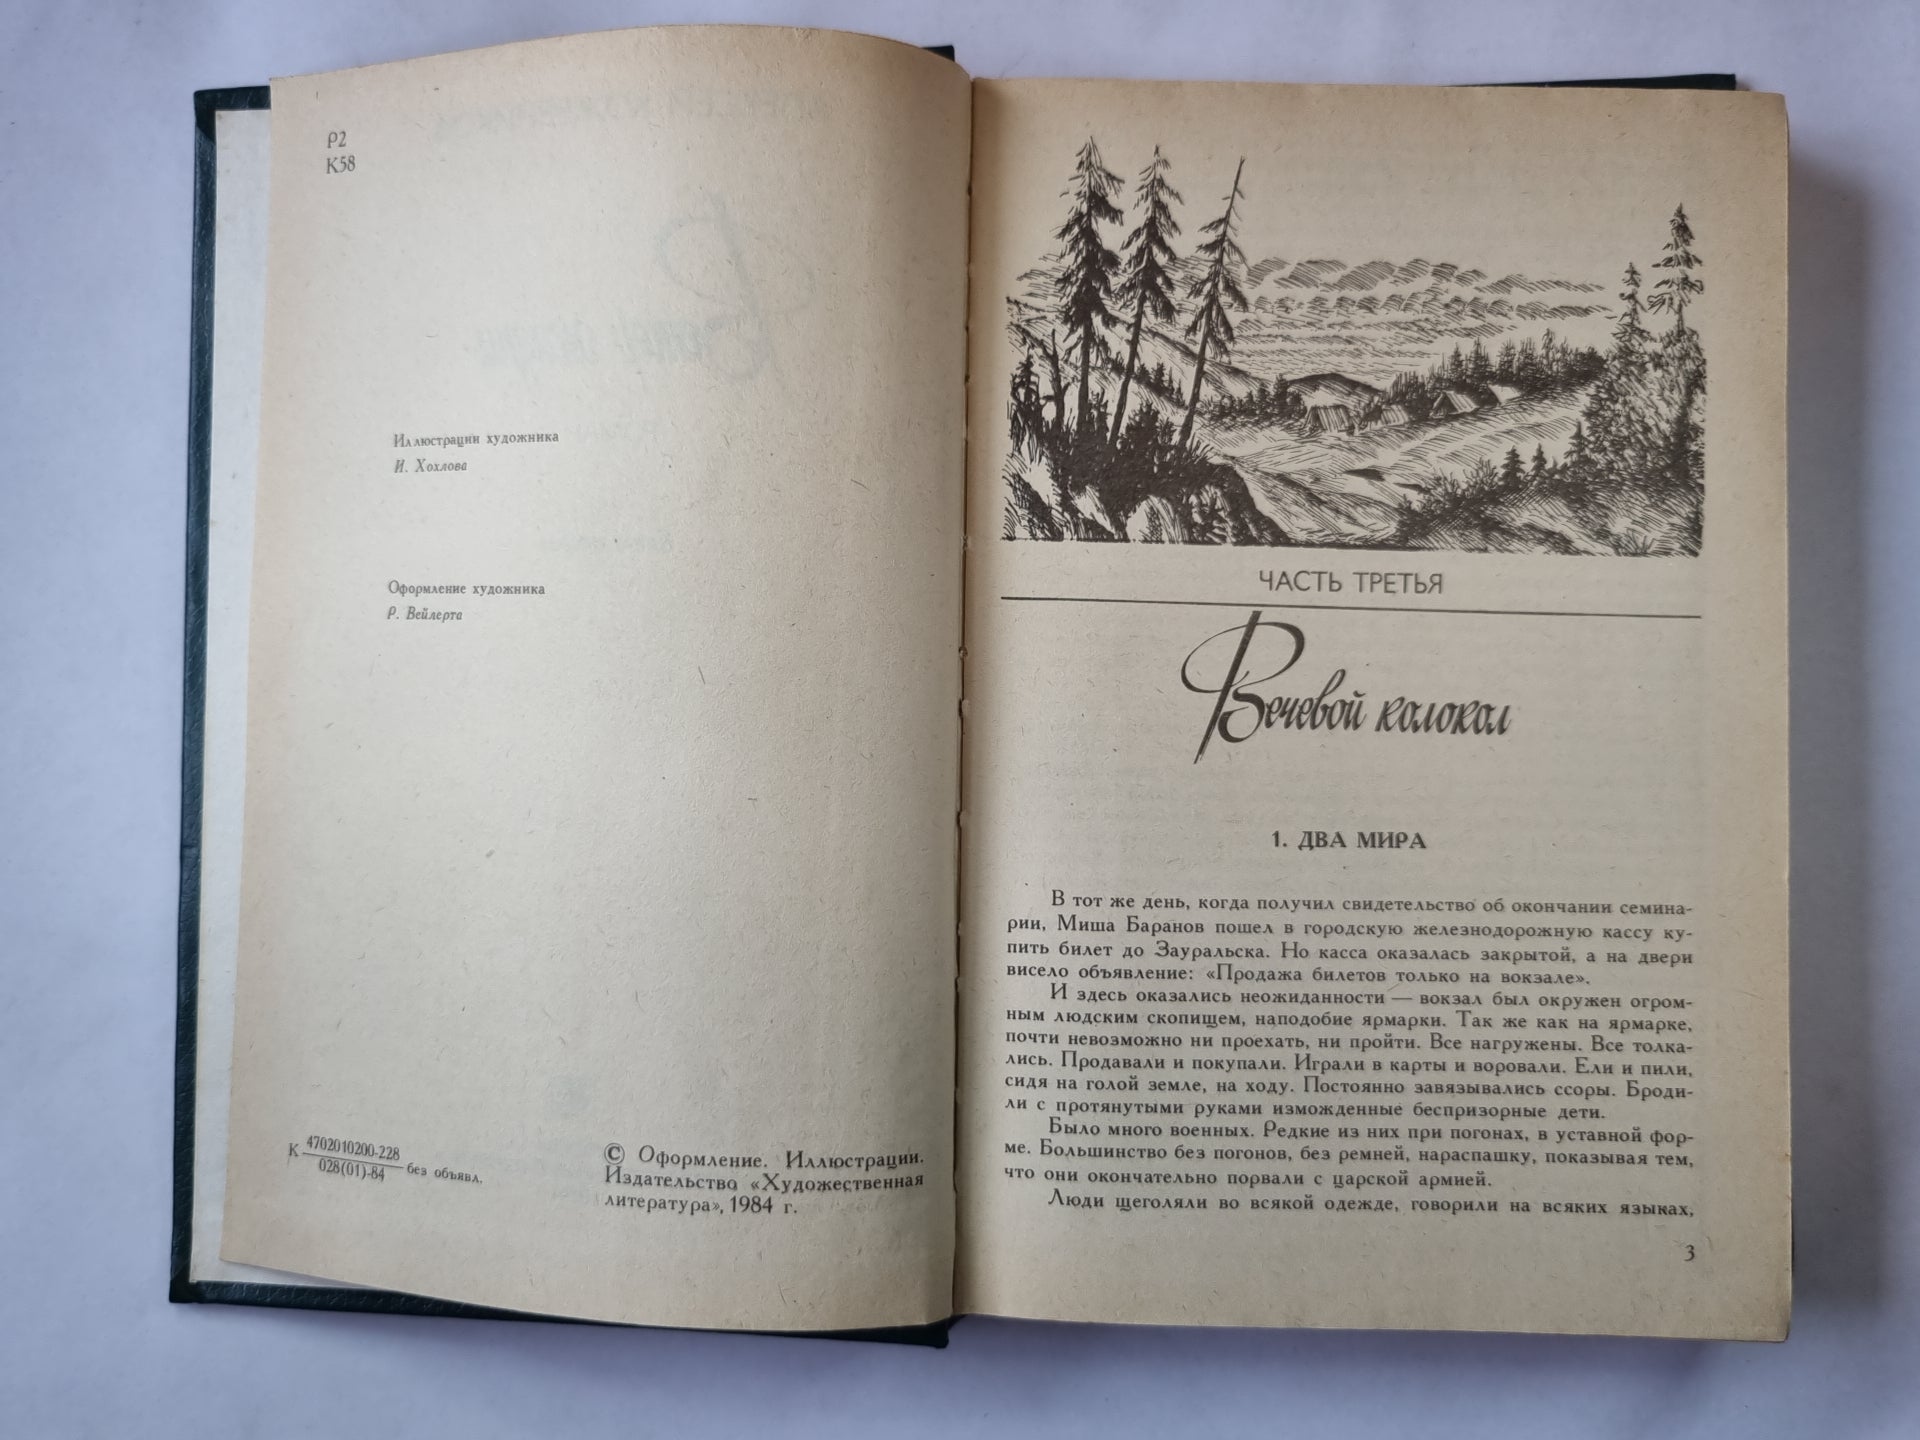 Р2
К58
Иллюстрации художника
И. Хохлова
Оформление художника
Р. Вейлерта
К 4702010200-228
028(01)-84 без объявл.
© Оформление. Иллюстрации.
Издательство «Художественная
литература», 1984 г.
ЧАСТЬ ТРЕТЬЯ
Вечевой колокол
1. ДВА МИРА
В тот же день, когда получил свидетельство об окончании семина-
рии, Миша Баранов пошел в городскую железнодорожную кассу ку-
пить билет до Зауральска. Но касса оказалась закрытой, а на двери
висело объявление: «Продажа билетов только на вокзале».
И здесь оказались неожиданности — вокзал был окружен огром-
ным людским скопищем, наподобие ярмарки. Так же как на ярмарке,
почти невозможно ни проехать, ни пройти. Все нагружены. Все толка-
лись. Продавали и покупали. Играли в карты и воровали. Ели и пили,
сидя на голой земле, на ходу. Постоянно завязывались ссоры. Броди-
ли с протянутыми руками изможденные беспризорные дети.
Было много военных. Редкие из них при погонах, в уставной фор-
ме. Большинство без погонов, без ремней, нараспашку, показывая тем,
что они окончательно порвали с царской армией.
Люди щеголяли во всякой одежде, говорили на всяких языках,
3